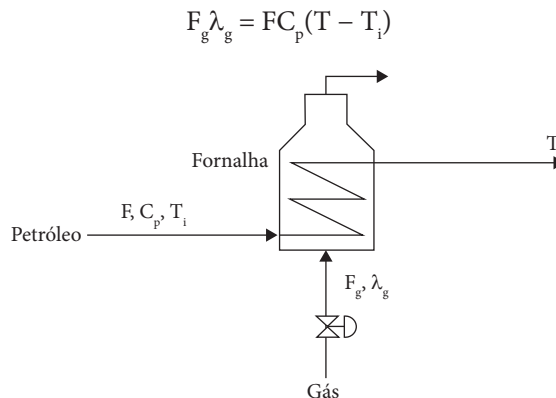 F_gλ_g = FC_p(T − T_i)
T
Fornalha
F, C_p, T_i
Petróleo
F_g, λ_g
Gás